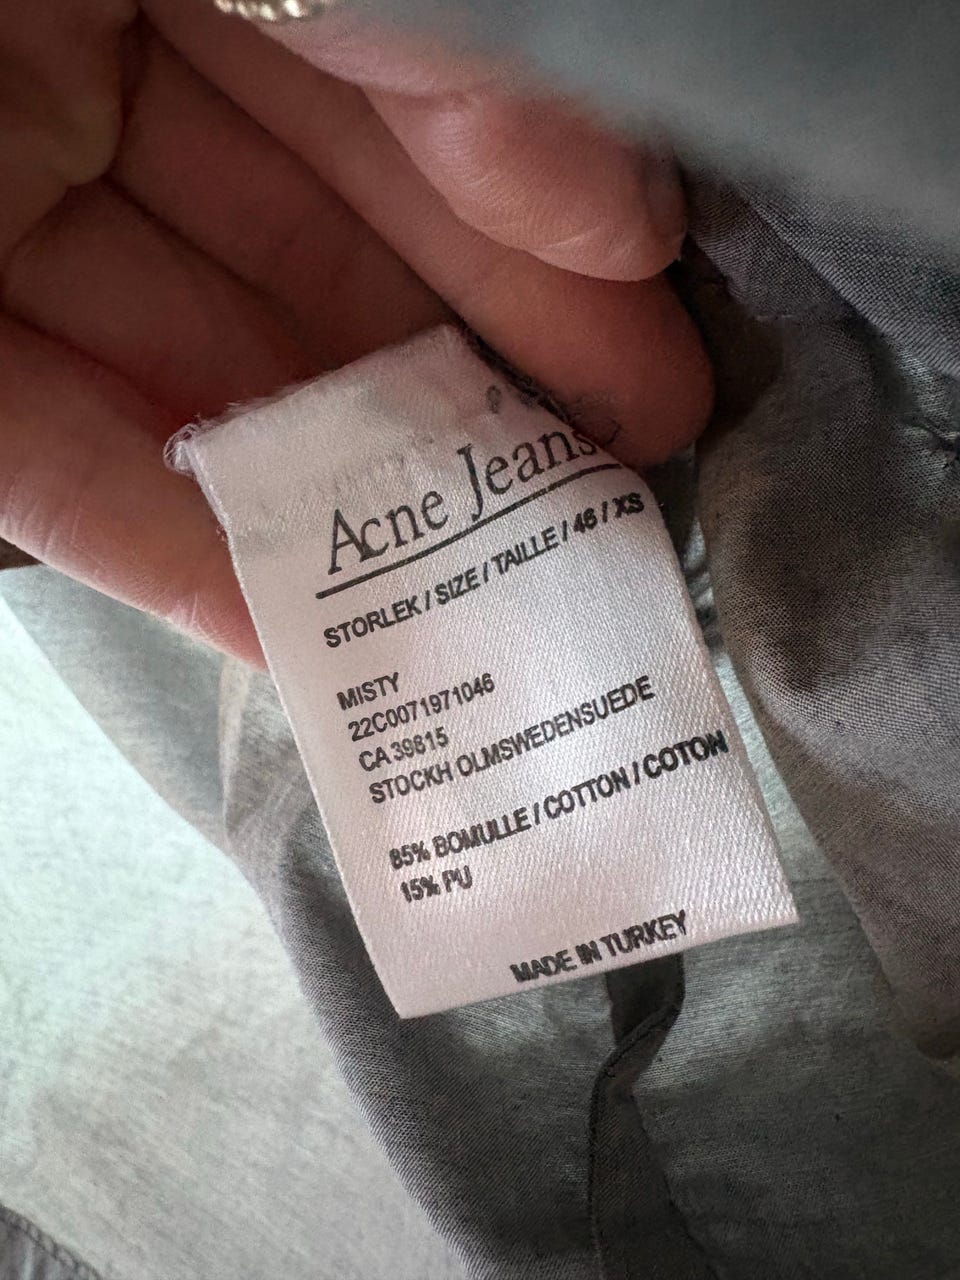 Acne Jeans
STORLEK / SIZE / TAILLE / 46 / XS
MISTY
22C0071971046
CA 39815
STOCKH OLMSWEDENSUEDE
85% BOMULLE / COTTON / COTON
15% PU
MADE IN TURKEY